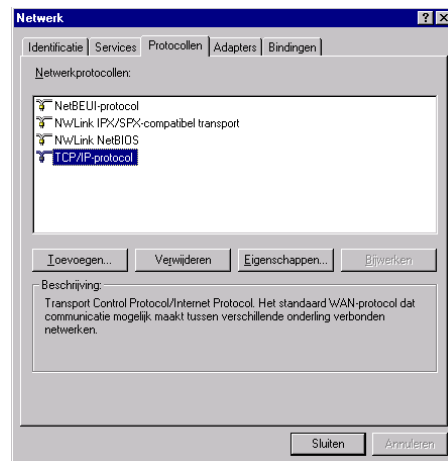 Netwerk
Identificatie Services Protocollen Adapters Bindingen
Netwerkprotocollen:
NetBEUI-protocol
NWLink IPX/SPX-compatibel transport
NWLink NetBIOS
TCP/IP-protocol
Toevoegen... Verwijderen Eigenschappen... Bijwerken
Beschrijving:
Transport Control Protocol/Internet Protocol. Het standaard WAN-protocol dat
communicatie mogelijk maakt tussen verschillende onderling verbonden
netwerken.
Sluiten Annuleren